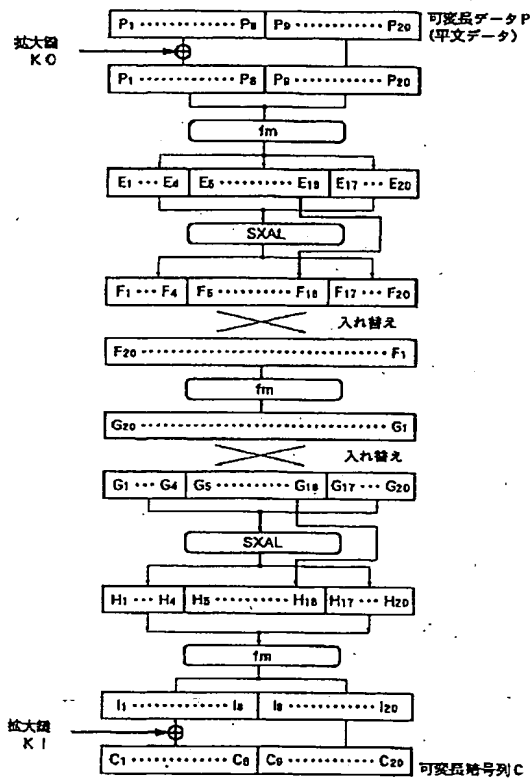 P1 ··· P8 P9 ··· P20 可変長データP
(平文データ)
拡大鍵
K0
P1 ··· P8 P9 ··· P20
fm
E1 ··· E4 E5 ··· E16 E17 ··· E20
SXAL
F1 ··· F4 F5 ··· F16 F17 ··· F20
入れ替え
F20 ··· F1
fm
G20 ··· G1
入れ替え
G1 ··· G4 G5 ··· G16 G17 ··· G20
SXAL
H1 ··· H4 H5 ··· H16 H17 ··· H20
fm
I1 ··· I8 I9 ··· I20
拡大鍵
KI
C1 ··· C8 C9 ··· C20 可変長暗号列C